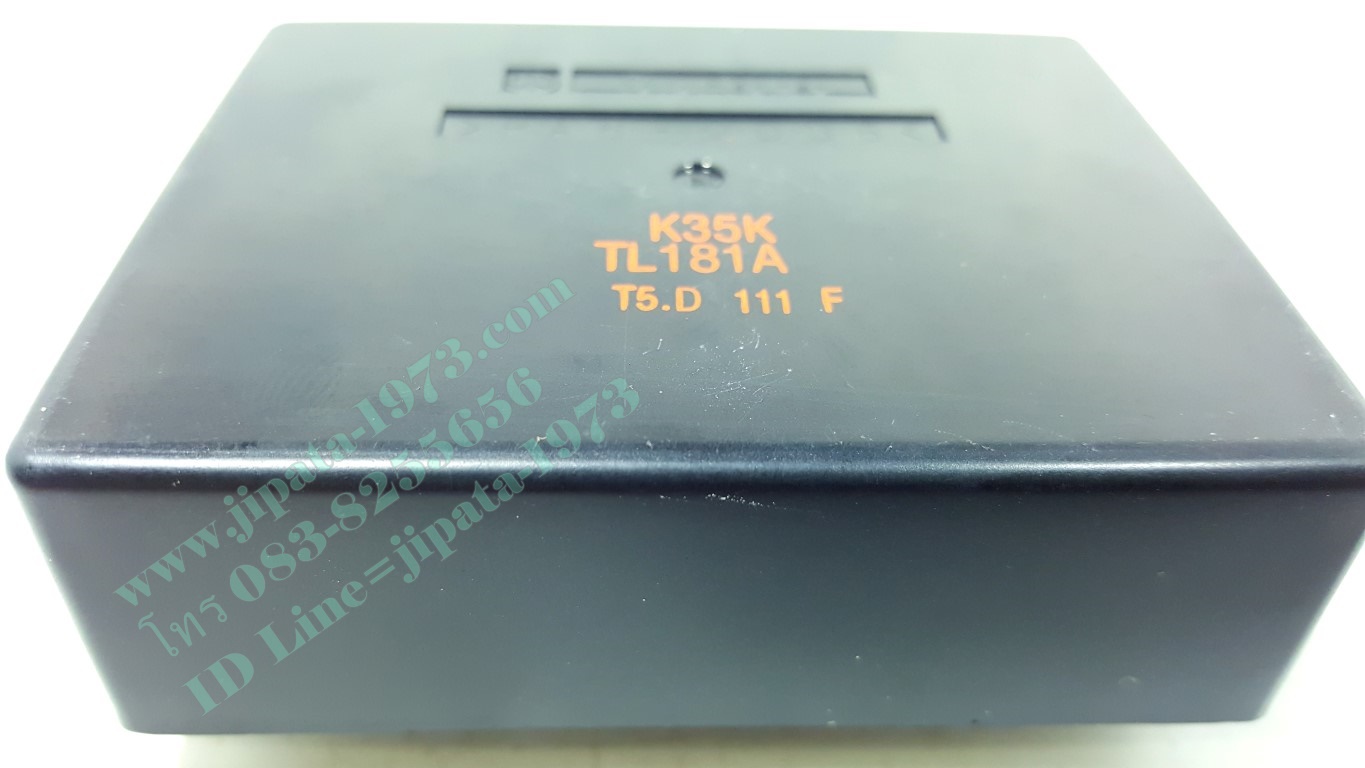 K35K
TL181A
T5.D 111 F
www.jipata-1973.com
โทร 083-8255656
ID Line=jipata-1973